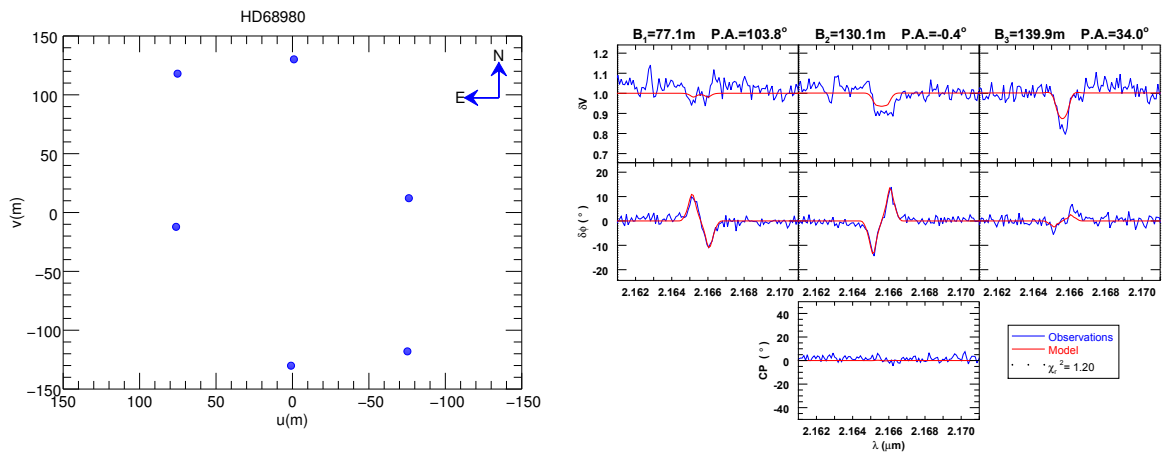 HD68980
150
100
50
0
−50
−100
−150
v(m)
150
100
50
0
−50
−100
−150
u(m)
N
E
B₁=77.1m P.A.=103.8°
B₂=130.1m P.A.=-0.4°
B₃=139.9m P.A.=34.0°
1.2
1.1
1.0
0.9
0.8
0.7
0.6
δV
20
10
0
-10
-20
δϕ (°)
2.162 2.164 2.166 2.168 2.170
2.162 2.164 2.166 2.168 2.170
2.162 2.164 2.166 2.168 2.170
40
20
0
-20
-40
CP (°)
2.162 2.164 2.166 2.168 2.170
λ (μm)
Observations
Model
χᵣ²= 1.20